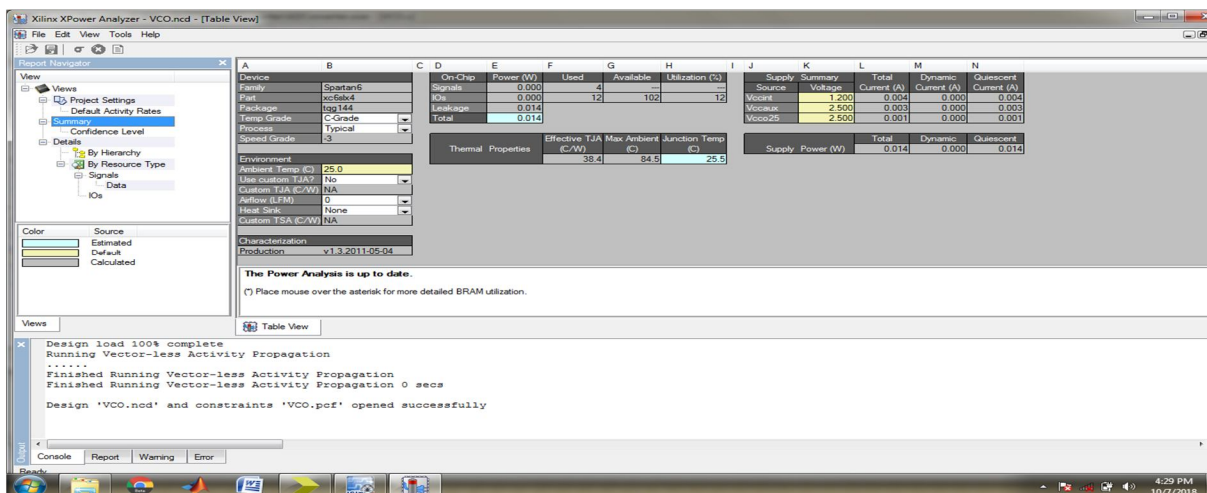 Xilinx XPower Analyzer - VCO.ncd - [Table View]
File Edit View Tools Help
Report Navigator
View
Views
Project Settings
Default Activity Rates
Summary
Confidence Level
Details
By Hierarchy
By Resource Type
Signals
Data
IOs
Color Source
Estimated
Default
Calculated
Views
A B C D E F G H I J K L M N
Device
Family Spartan6
Part xc6slx4
Package tqg144
Temp Grade C-Grade
Process Typical
Speed Grade -3
Environment
Ambient Temp (C) 25.0
Use custom TJA? No
Custom TJA (C/W) NA
Airflow (LFM) 0
Heat Sink None
Custom TSA (C/W) NA
Characterization
Production v1.3.2011-05-04
On-Chip Power (W) Used Available Utilization (%)
Signals 0.000 4 --- ---
IOs 0.000 12 102 12
Leakage 0.014
Total 0.014
Effective TJA Max Ambient Junction Temp
Thermal Properties (C/W) (C) (C)
38.4 84.5 25.5
Supply Summary Total Dynamic Quiescent
Source Voltage Current (A) Current (A) Current (A)
Vccint 1.200 0.004 0.000 0.004
Vccaux 2.500 0.003 0.000 0.003
Vcco25 2.500 0.001 0.000 0.001
Total Dynamic Quiescent
Supply Power (W) 0.014 0.000 0.014
The Power Analysis is up to date.
(*) Place mouse over the asterisk for more detailed BRAM utilization.
Table View
Design load 100% complete
Running Vector-less Activity Propagation
......
Finished Running Vector-less Activity Propagation
Finished Running Vector-less Activity Propagation 0 secs
Design 'VCO.ncd' and constraints 'VCO.pcf' opened successfully
Output
Console Report Warning Error
Ready
4:29 PM
10/7/2018